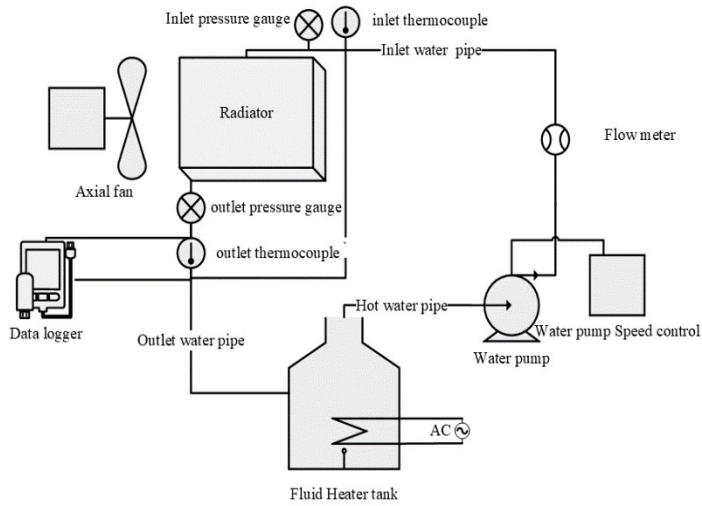 Inlet pressure gauge
inlet thermocouple
Inlet water pipe
Radiator
Flow meter
Axial fan
outlet pressure gauge
outlet thermocouple
Data logger
Hot water pipe
Water pump Speed control
Outlet water pipe
Water pump
AC
Fluid Heater tank